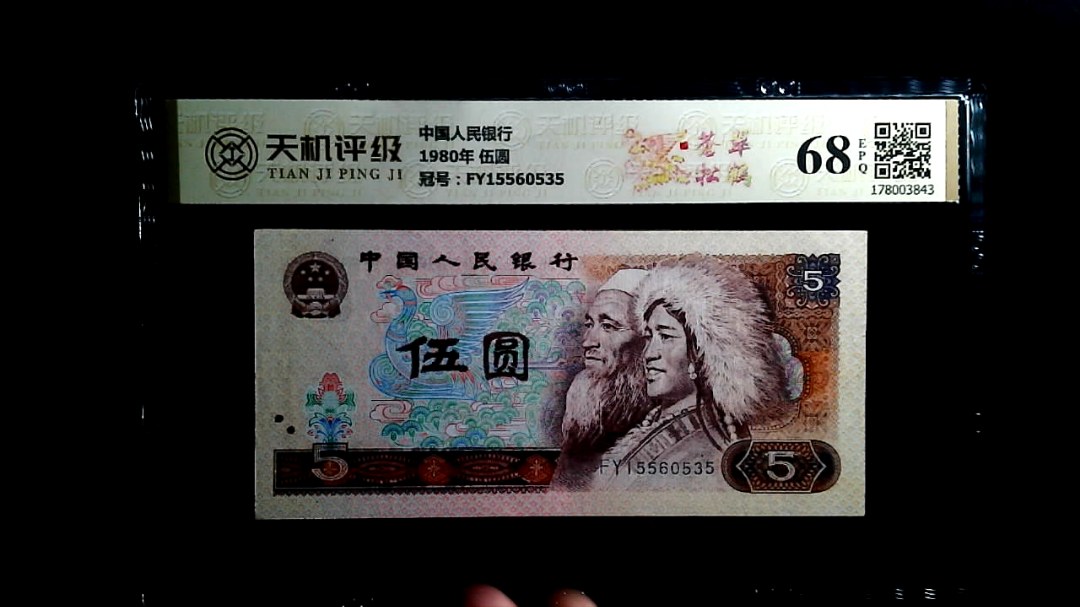 天机评级
TIAN JI PING JI
中国人民银行
1980年 伍圆
冠号：FY15560535
苍翠
松鹤
68
EPQ
178003843
中国人民银行
5
伍圆
5
FY15560535
5